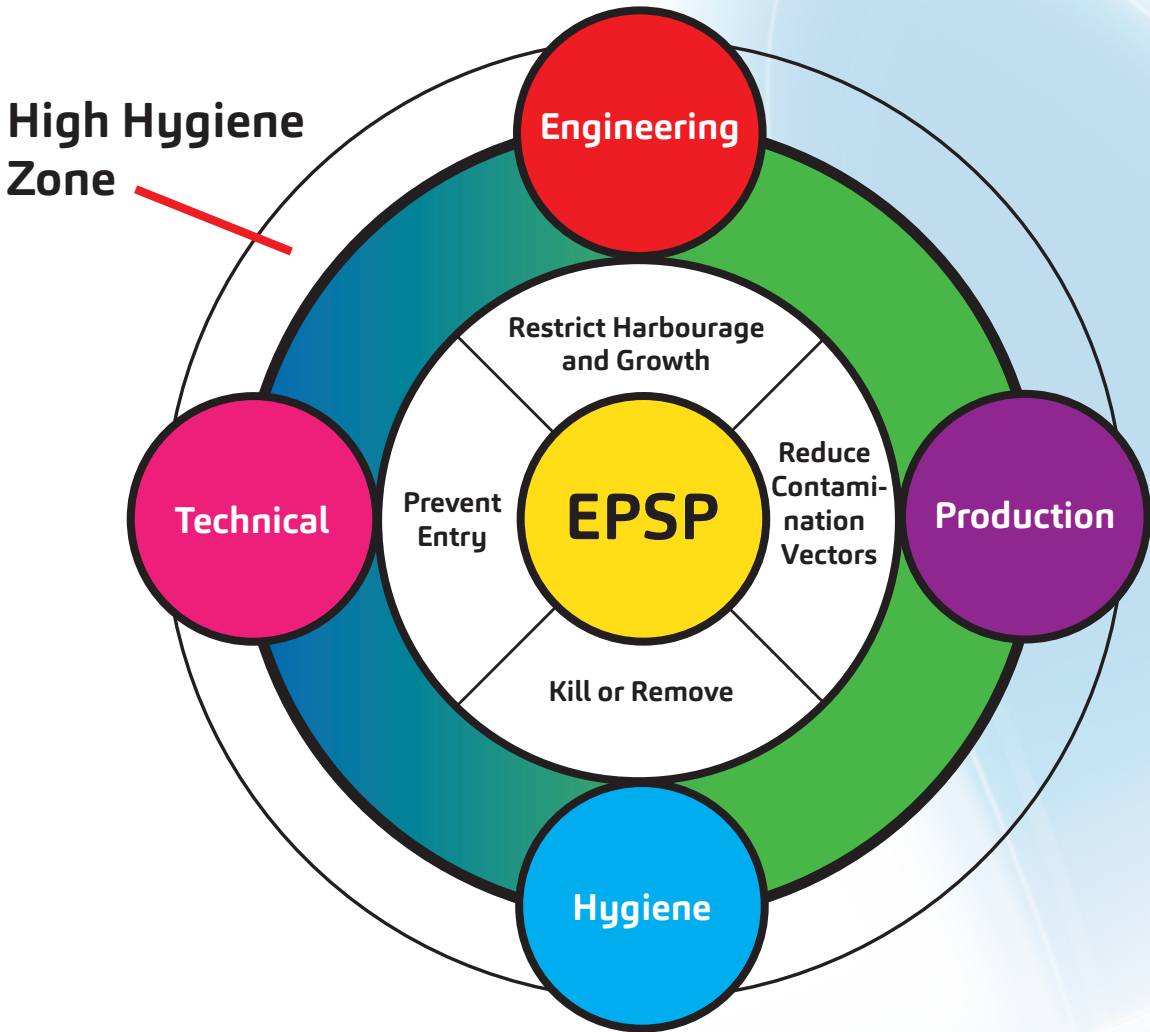 High Hygiene
Zone
Engineering
Restrict Harbourage
and Growth
Technical
Prevent
Entry
EPSP
Reduce
Contami-
nation
Vectors
Production
Kill or Remove
Hygiene